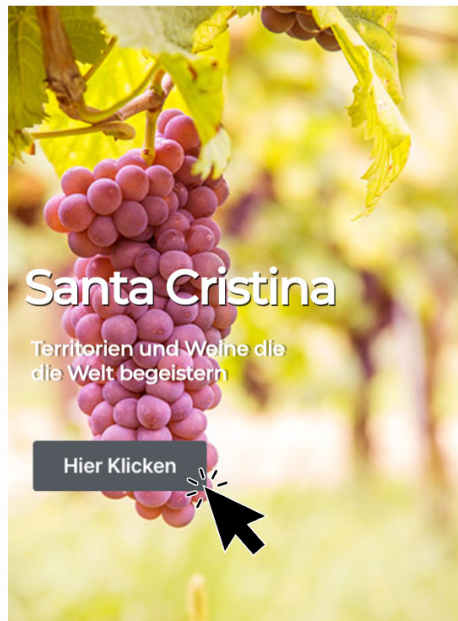 Santa Cristina
Territorien und Weine die
die Welt begeistern
Hier Klicken